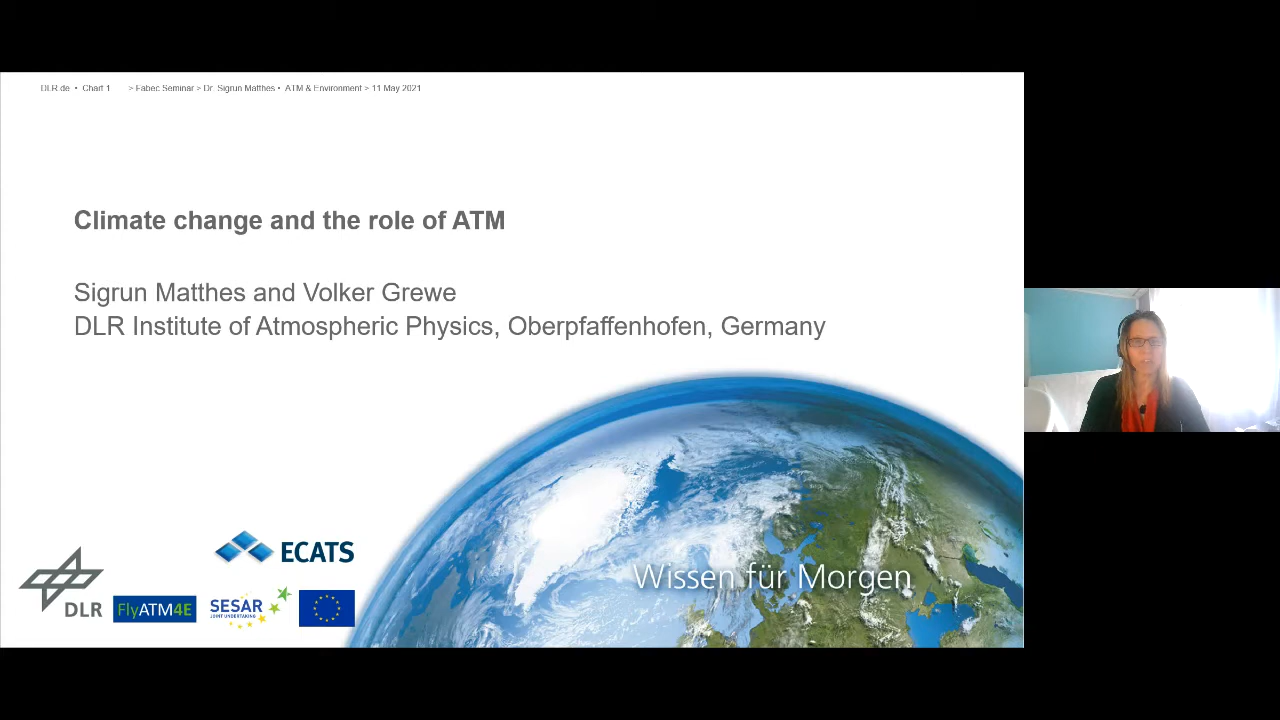 DLR.de • Chart 1 > Fabec Seminar > Dr. Sigrun Matthes • ATM & Environment > 11 May 2021
Climate change and the role of ATM
Sigrun Matthes and Volker Grewe
DLR Institute of Atmospheric Physics, Oberpfaffenhofen, Germany
ECATS
Wissen für Morgen
DLR
FlyATM4E
SESAR
JOINT UNDERTAKING